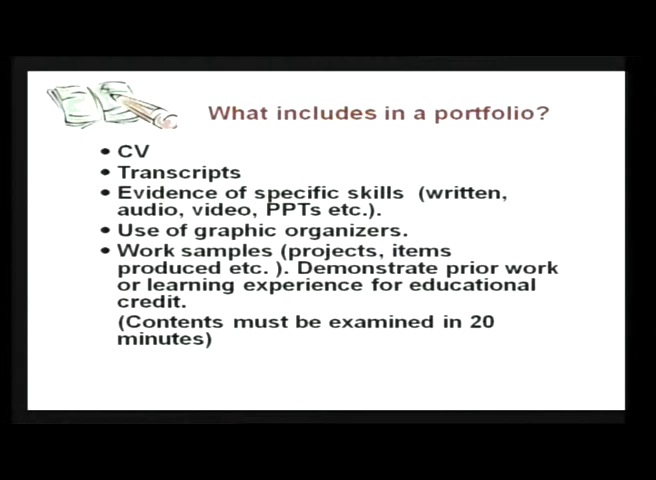 What includes in a portfolio?
• CV
• Transcripts
• Evidence of specific skills (written,
audio, video, PPTs etc.).
• Use of graphic organizers.
• Work samples (projects, items
produced etc. ). Demonstrate prior work
or learning experience for educational
credit.
(Contents must be examined in 20
minutes)